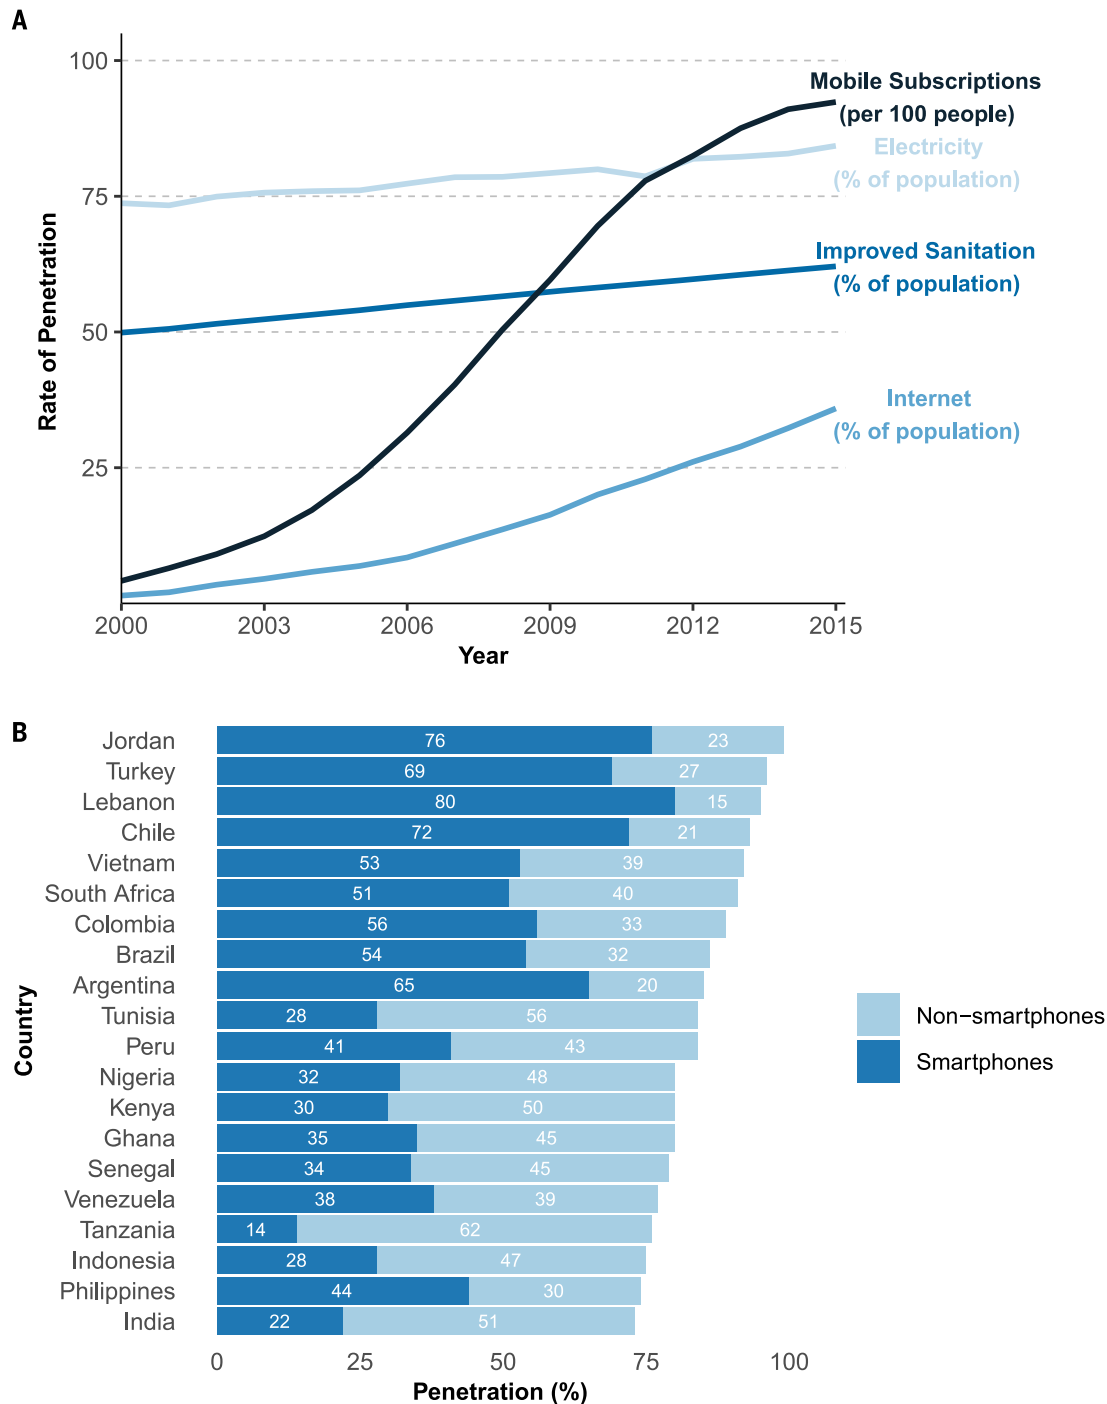 A
100
75
50
25
Rate of Penetration
Mobile Subscriptions
(per 100 people)
Electricity
(% of population)
Improved Sanitation
(% of population)
Internet
(% of population)
2000 2003 2006 2009 2012 2015
Year
B
Country
Jordan 76 23
Turkey 69 27
Lebanon 80 15
Chile 72 21
Vietnam 53 39
South Africa 51 40
Colombia 56 33
Brazil 54 32
Argentina 65 20
Tunisia 28 56
Peru 41 43
Nigeria 32 48
Kenya 30 50
Ghana 35 45
Senegal 34 45
Venezuela 38 39
Tanzania 14 62
Indonesia 28 47
Philippines 44 30
India 22 51
0 25 50 75 100
Penetration (%)
Non−smartphones
Smartphones